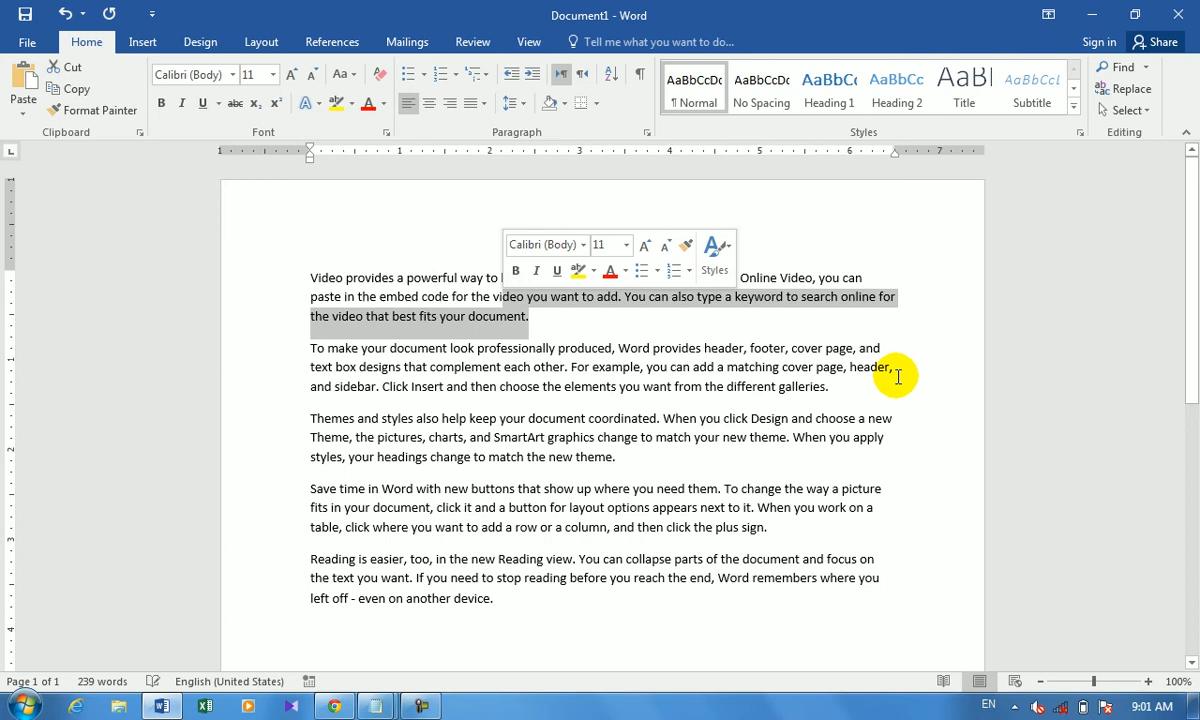 Document1 - Word
File Home Insert Design Layout References Mailings Review View Tell me what you want to do... Sign in Share
Paste
Cut
Copy
Format Painter
Calibri (Body) 11 Aa
B I U abc x₂ x² A A
AaBbCcDc AaBbCcDc AaBbCc AaBbCc AaBl AaBbCcL
¶ Normal No Spacing Heading 1 Heading 2 Title Subtitle
Find
Replace
Select
Clipboard Font Paragraph Styles Editing
1 1 2 3 4 5 6 7
Calibri (Body) 11
B I U A Styles
Video provides a powerful way to Online Video, you can
paste in the embed code for the video you want to add. You can also type a keyword to search online for
the video that best fits your document.
To make your document look professionally produced, Word provides header, footer, cover page, and
text box designs that complement each other. For example, you can add a matching cover page, header,
and sidebar. Click Insert and then choose the elements you want from the different galleries.
Themes and styles also help keep your document coordinated. When you click Design and choose a new
Theme, the pictures, charts, and SmartArt graphics change to match your new theme. When you apply
styles, your headings change to match the new theme.
Save time in Word with new buttons that show up where you need them. To change the way a picture
fits in your document, click it and a button for layout options appears next to it. When you work on a
table, click where you want to add a row or a column, and then click the plus sign.
Reading is easier, too, in the new Reading view. You can collapse parts of the document and focus on
the text you want. If you need to stop reading before you reach the end, Word remembers where you
left off - even on another device.
Page 1 of 1 239 words English (United States) 100%
EN 9:01 AM